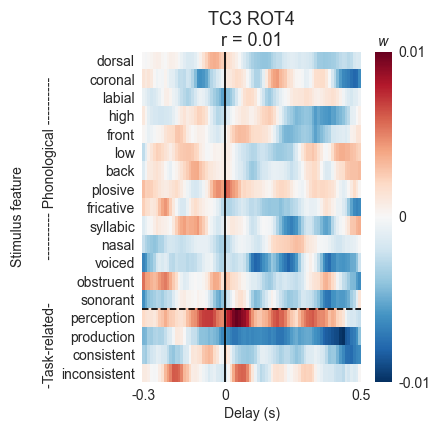 TC3 ROT4
r = 0.01
w
dorsal
coronal
labial
high
front
low
back
plosive
fricative
syllabic
nasal
voiced
obstruent
sonorant
perception
production
consistent
inconsistent
Stimulus feature
-Task-related- ---------- Phonological ----------
0.01
0
-0.01
-0.3 0 0.5
Delay (s)